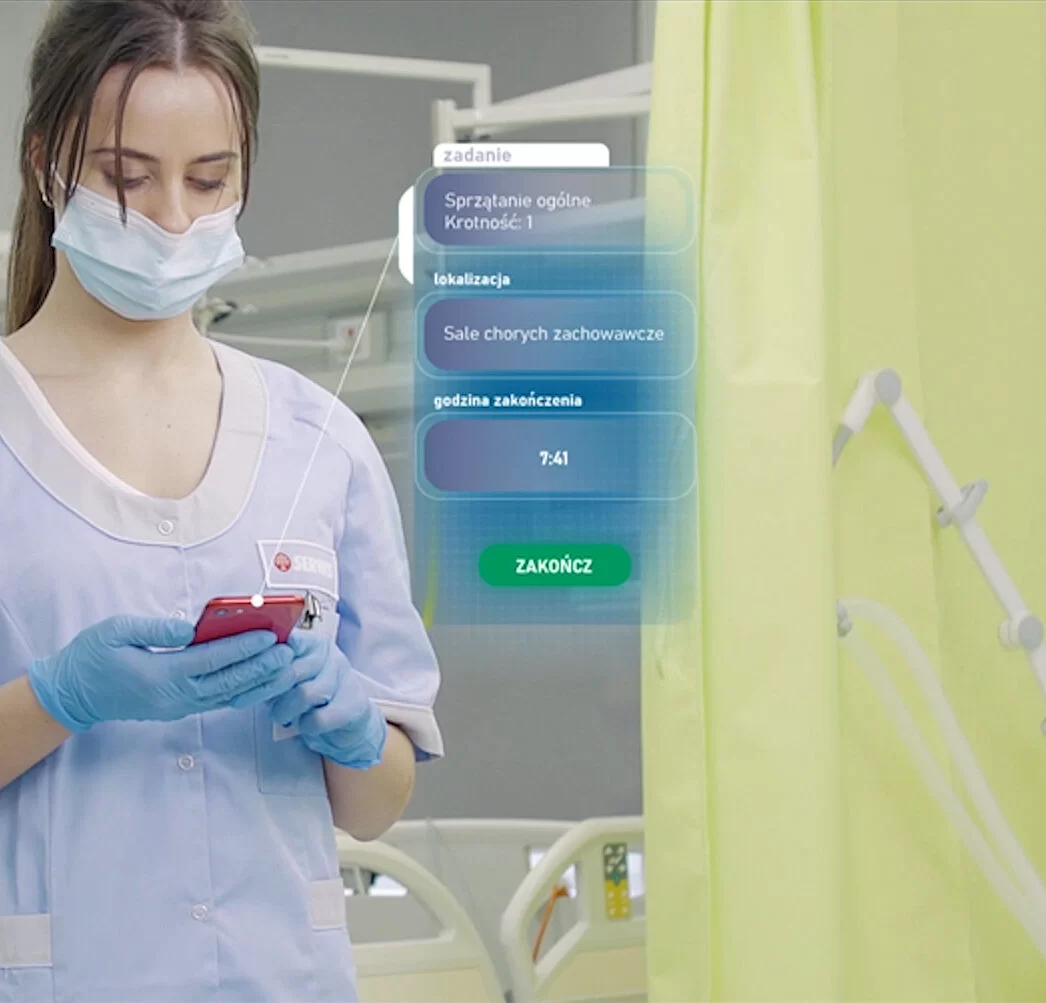 zadanie
Sprzątanie ogólne
Krotność: 1
lokalizacja
Sale chorych zachowawcze
godzina zakończenia
7:41
ZAKOŃCZ